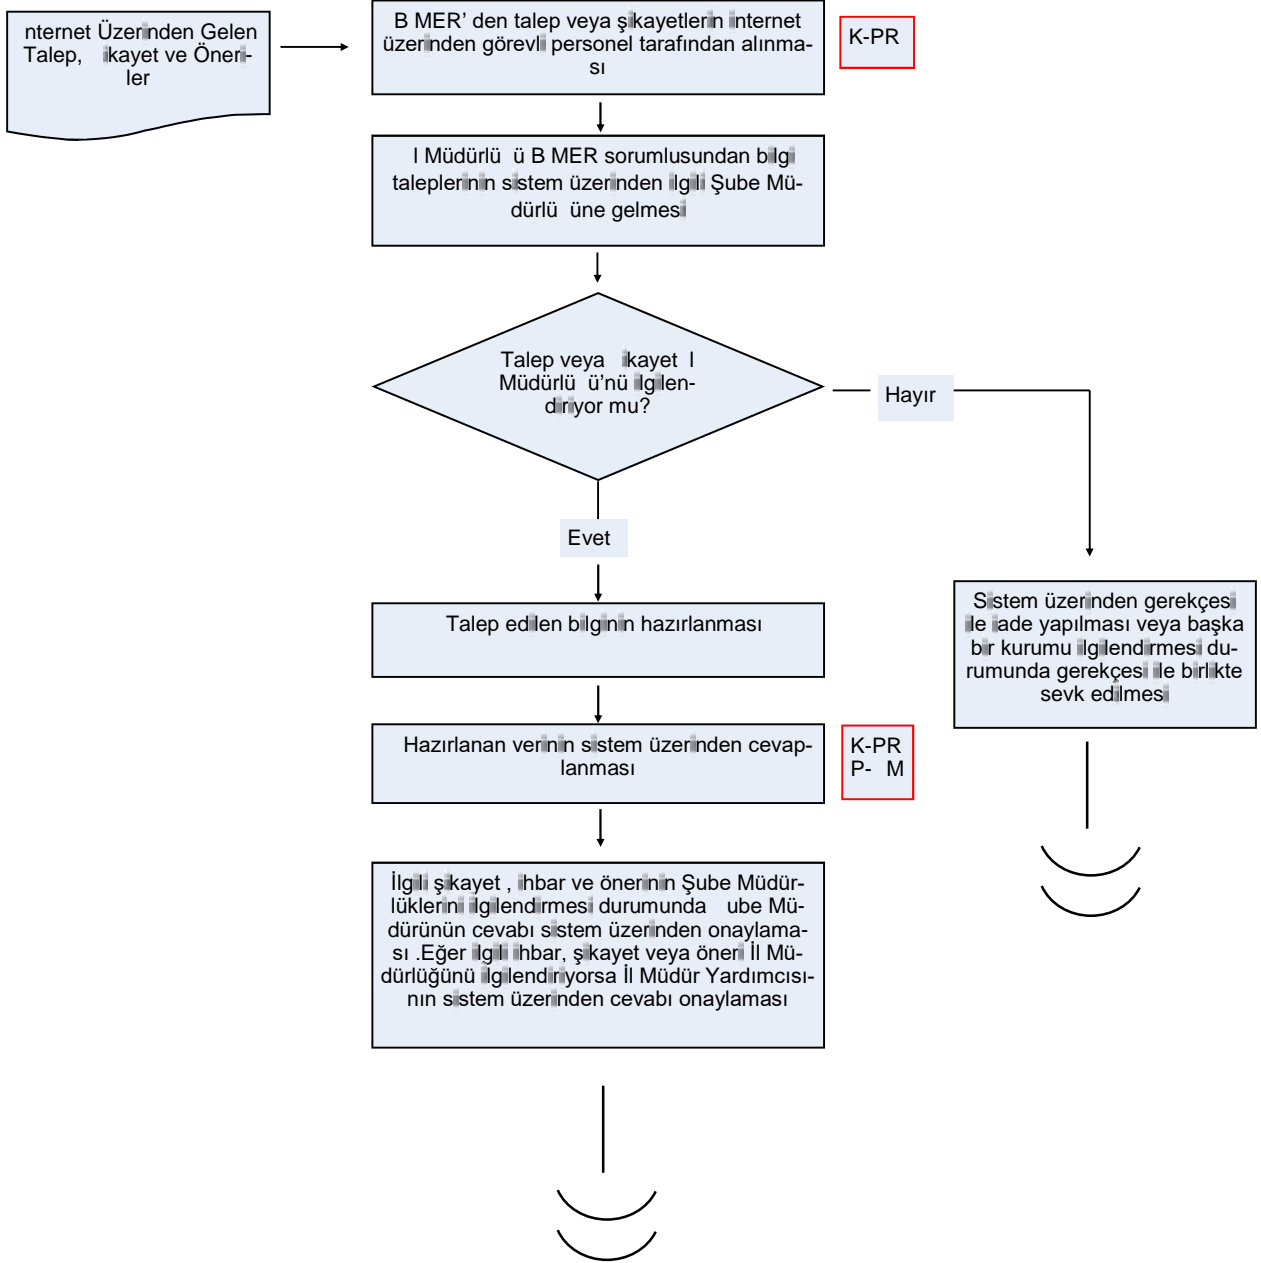 nternet Üzerinden Gelen
Talep, ikayet ve Öneri-
ler
B MER' den talep veya şikayetlerin internet
üzerinden görevli personel tarafından alınma-
sı
K-PR
l Müdürlü ü B MER sorumlusundan bilgi
taleplerinin sistem üzerinden ilgili Şube Mü-
dürlü üne gelmesi
Talep veya ikayet l
Müdürlü ü'nü ilgilen-
diriyor mu?
Hayır
Evet
Talep edilen bilginin hazırlanması
Sistem üzerinden gerekçesi
ile iade yapılması veya başka
bir kurumu ilgilendirmesi du-
rumunda gerekçesi ile birlikte
sevk edilmesi
Hazırlanan verinin sistem üzerinden cevap-
lanması
K-PR
P- M
İlgili şikayet , ihbar ve önerinin Şube Müdür-
lüklerini ilgilendirmesi durumunda ube Mü-
dürünün cevabı sistem üzerinden onaylama-
sı .Eğer ilgili ihbar, şikayet veya öneri İl Mü-
dürlüğünü ilgilendiriyorsa İl Müdür Yardımcısı-
nın sistem üzerinden cevabı onaylaması